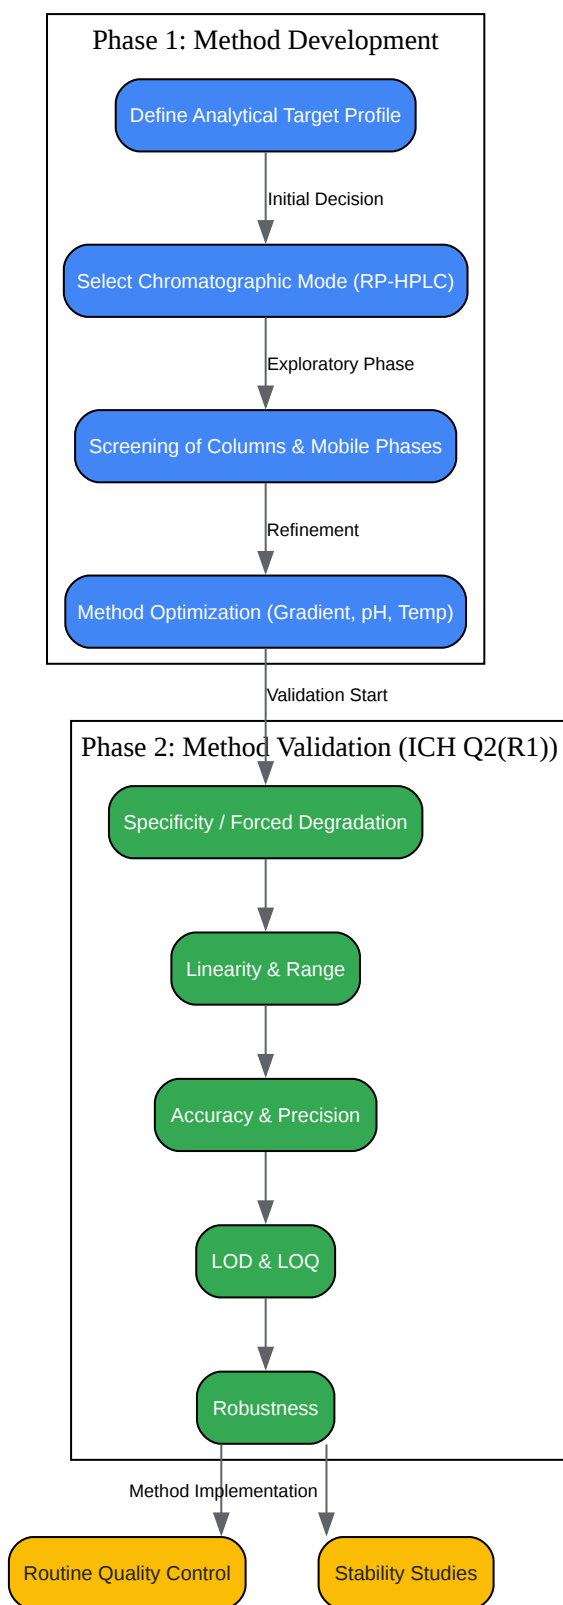 Phase 1: Method Development
Define Analytical Target Profile
Initial Decision
Select Chromatographic Mode (RP-HPLC)
Exploratory Phase
Screening of Columns & Mobile Phases
Refinement
Method Optimization (Gradient, pH, Temp)
Validation Start
Phase 2: Method Validation (ICH Q2(R1))
Specificity / Forced Degradation
Linearity & Range
Accuracy & Precision
LOD & LOQ
Robustness
Method Implementation
Routine Quality Control
Stability Studies